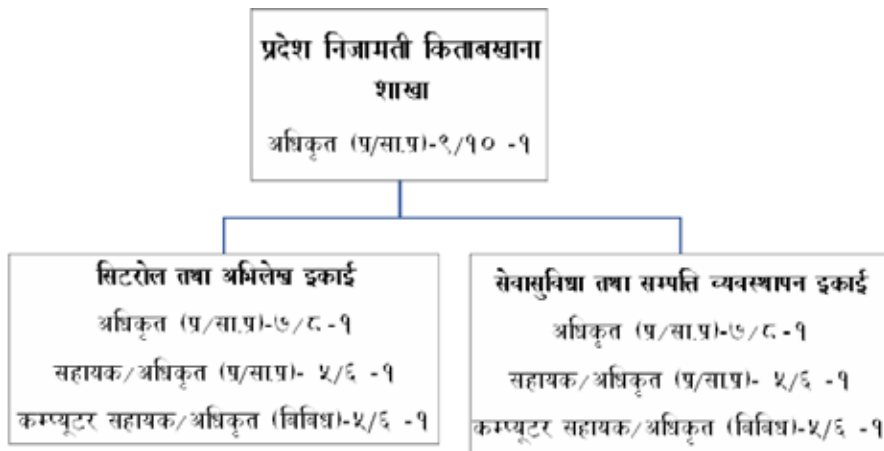 प्रदेश निजामती किताबखाना
शाखा
अधिकृत (प्र/सा.प्र)-९/१० -१
सिटरोल तथा अभिलेख इकाई
अधिकृत (प्र/सा.प्र)-७/८ -१
सहायक/अधिकृत (प्र/सा.प्र)- ५/६ -१
कम्प्यूटर सहायक/अधिकृत (विविध)-५/६ -१
सेवासुविधा तथा सम्पति व्यवस्थापन इकाई
अधिकृत (प्र/सा.प्र)-७/८ -१
सहायक/अधिकृत (प्र/सा.प्र)- ५/६ -१
कम्प्यूटर सहायक/अधिकृत (विविध)-५/६ -१